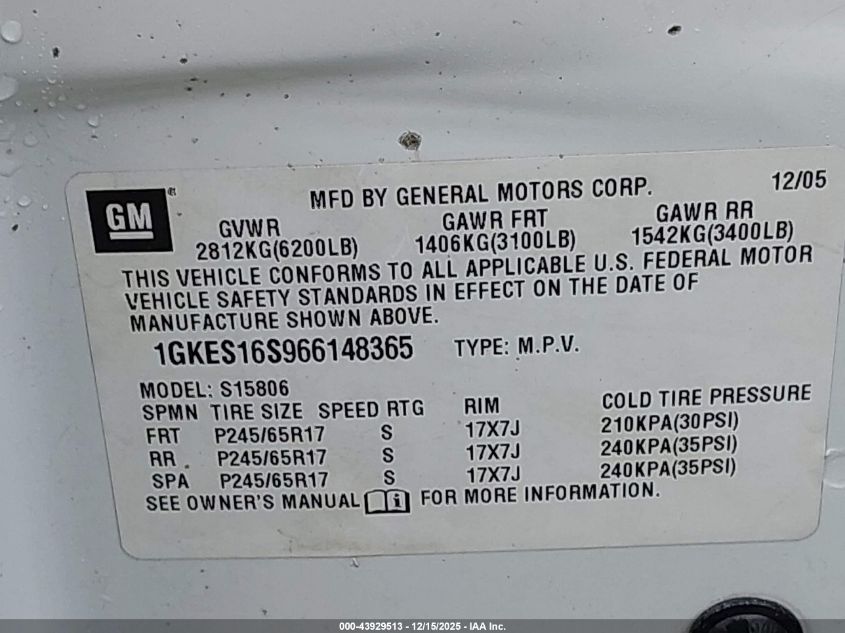 GM ®
MFD BY GENERAL MOTORS CORP. 12/05
GVWR GAWR FRT GAWR RR
2812KG(6200LB) 1406KG(3100LB) 1542KG(3400LB)
THIS VEHICLE CONFORMS TO ALL APPLICABLE U.S. FEDERAL MOTOR
VEHICLE SAFETY STANDARDS IN EFFECT ON THE DATE OF
MANUFACTURE SHOWN ABOVE.
1GKES16S966148365 TYPE: M.P.V.
MODEL: S15806
SPMN TIRE SIZE SPEED RTG RIM COLD TIRE PRESSURE
FRT P245/65R17 S 17X7J 210KPA(30PSI)
RR P245/65R17 S 17X7J 240KPA(35PSI)
SPA P245/65R17 S 17X7J 240KPA(35PSI)
SEE OWNER'S MANUAL i FOR MORE INFORMATION.
000-43929513 - 12/15/2025 - IAA Inc.